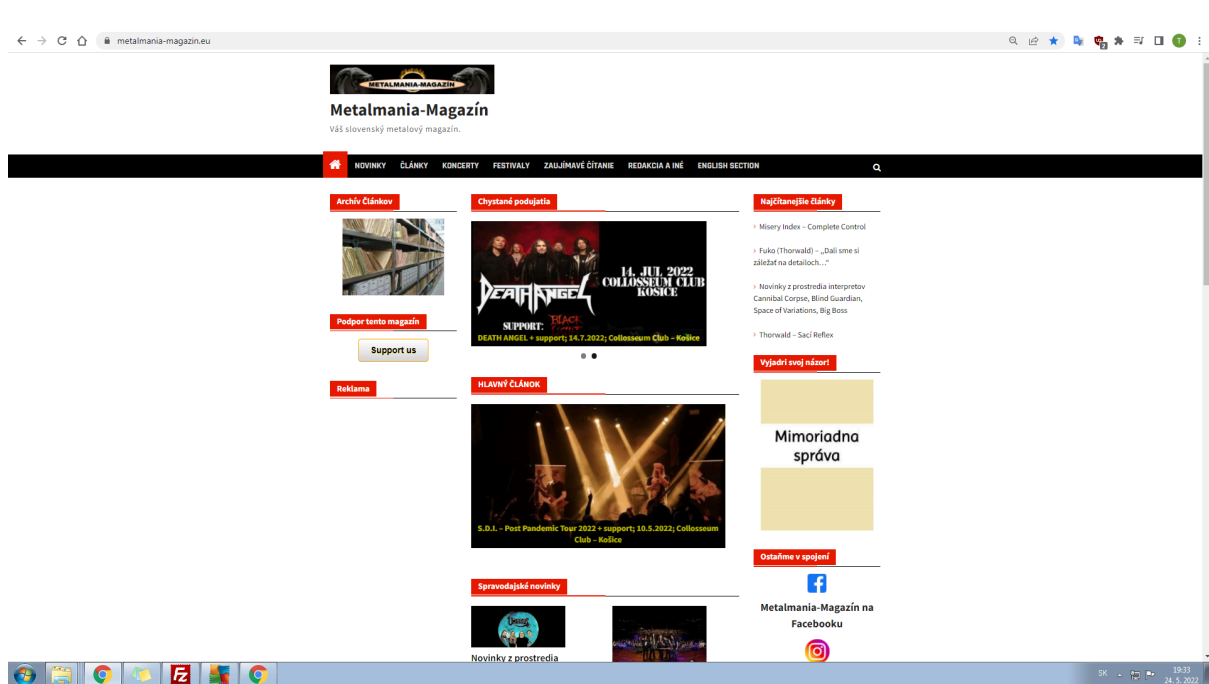 metalmania-magazin.eu
METALMANIA-MAGAZÍN
Metalmania-Magazín
Váš slovenský metalový magazín.
NOVINKY ČLÁNKY KONCERTY FESTIVALY ZAUJÍMAVÉ ČÍTANIE REDAKCIA A INÉ ENGLISH SECTION
Archív Článkov
Podpor tento magazín
Support us
Reklama
Chystané podujatia
14. JUL 2022
COLLOSSEUM CLUB
KOSICE
DEATH ANGEL
SUPPORT:
BLACK
DEATH ANGEL + support; 14.7.2022; Collosseum Club – Košice
HLAVNÝ ČLÁNOK
S.D.I. – Post Pandemic Tour 2022 + support; 10.5.2022; Collosseum
Club – Košice
Spravodajské novinky
Novinky z prostredia
Najčítanejšie články
Misery Index – Complete Control
Fuko (Thorwald) – „Dali sme si
záležať na detailoch…“
Novinky z prostredia interpretov
Cannibal Corpse, Blind Guardian,
Space of Variations, Big Boss
Thorwald – Sací Reflex
Vyjadri svoj názor!
Mimoriadna
správa
Ostaňme v spojení
Metalmania-Magazín na
Facebooku
SK
19:33
24. 5. 2022